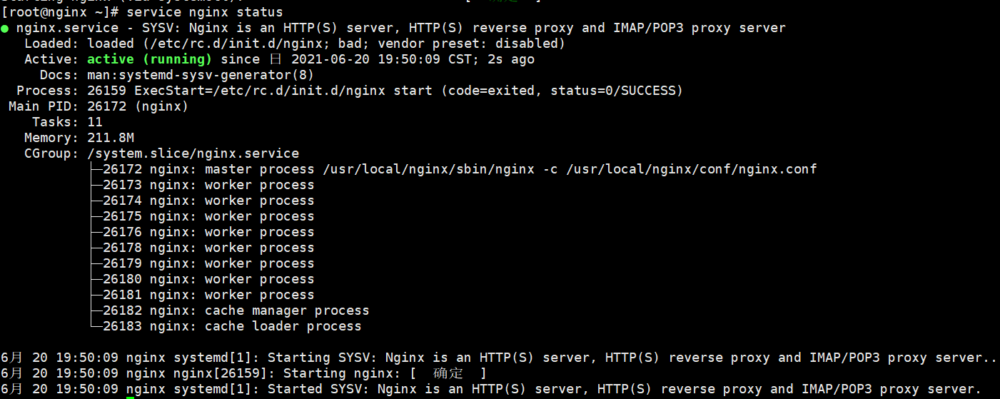 [root@nginx ~]# service nginx status
● nginx.service - SYSV: Nginx is an HTTP(S) server, HTTP(S) reverse proxy and IMAP/POP3 proxy server
   Loaded: loaded (/etc/rc.d/init.d/nginx; bad; vendor preset: disabled)
   Active: active (running) since 日 2021-06-20 19:50:09 CST; 2s ago
     Docs: man:systemd-sysv-generator(8)
  Process: 26159 ExecStart=/etc/rc.d/init.d/nginx start (code=exited, status=0/SUCCESS)
 Main PID: 26172 (nginx)
    Tasks: 11
   Memory: 211.8M
   CGroup: /system.slice/nginx.service
           ├─26172 nginx: master process /usr/local/nginx/sbin/nginx -c /usr/local/nginx/conf/nginx.conf
           ├─26173 nginx: worker process
           ├─26174 nginx: worker process
           ├─26175 nginx: worker process
           ├─26176 nginx: worker process
           ├─26178 nginx: worker process
           ├─26179 nginx: worker process
           ├─26180 nginx: worker process
           ├─26181 nginx: worker process
           ├─26182 nginx: cache manager process
           └─26183 nginx: cache loader process
6月 20 19:50:09 nginx systemd[1]: Starting SYSV: Nginx is an HTTP(S) server, HTTP(S) reverse proxy and IMAP/POP3 proxy server..
6月 20 19:50:09 nginx nginx[26159]: Starting nginx: [  确定  ]
6月 20 19:50:09 nginx systemd[1]: Started SYSV: Nginx is an HTTP(S) server, HTTP(S) reverse proxy and IMAP/POP3 proxy server.